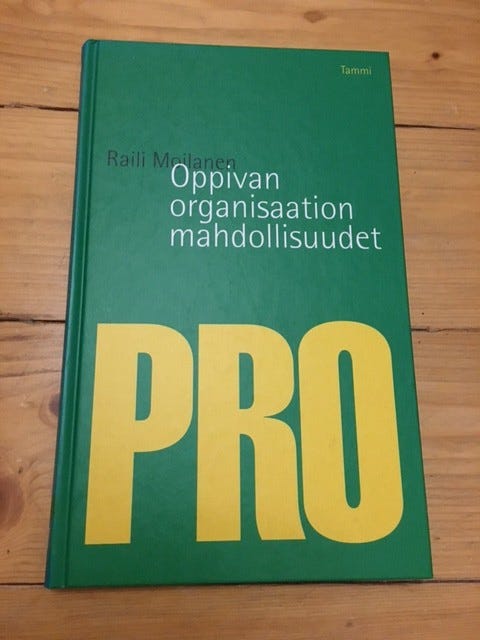 Tammi
Raili Moilanen
Oppivan
organisaation
mahdollisuudet
PRO